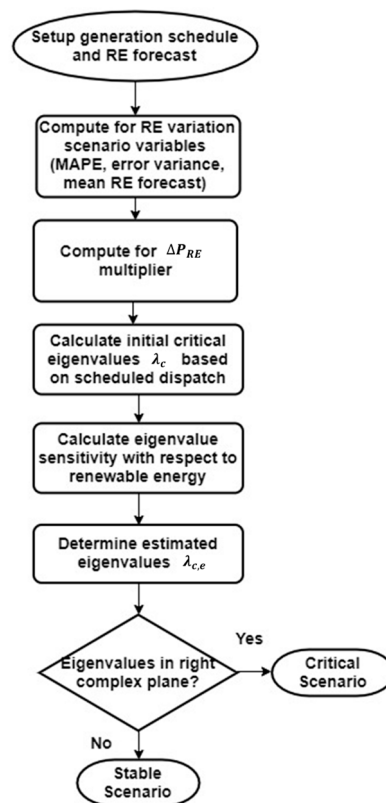 Setup generation schedule
and RE forecast
Compute for RE variation
scenario variables
(MAPE, error variance,
mean RE forecast)
Compute for ΔP_RE
multiplier
Calculate initial critical
eigenvalues λ_c based
on scheduled dispatch
Calculate eigenvalue
sensitivity with respect to
renewable energy
Determine estimated
eigenvalues λ_c,e
Eigenvalues in right
complex plane?
Yes
Critical
Scenario
No
Stable
Scenario